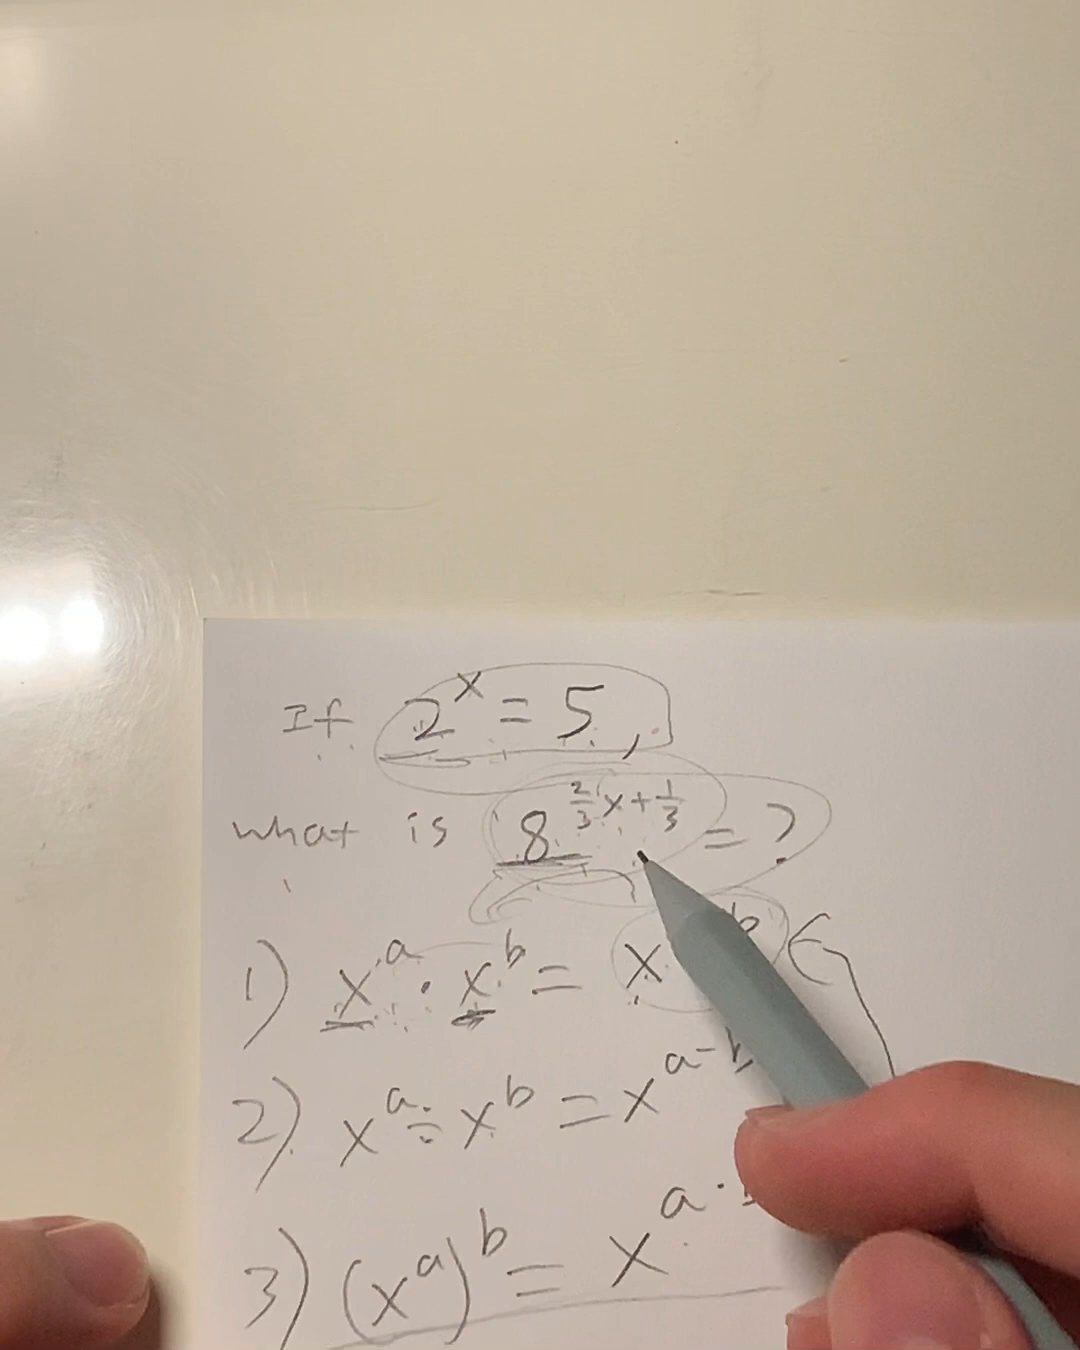 If 2^x = 5,
what is 8^(2/3 x + 1/3) = ?
1) x^a · x^b = x b
2) x^a ÷ x^b = x^(a-b)
3) (x^a)^b = x^a ·